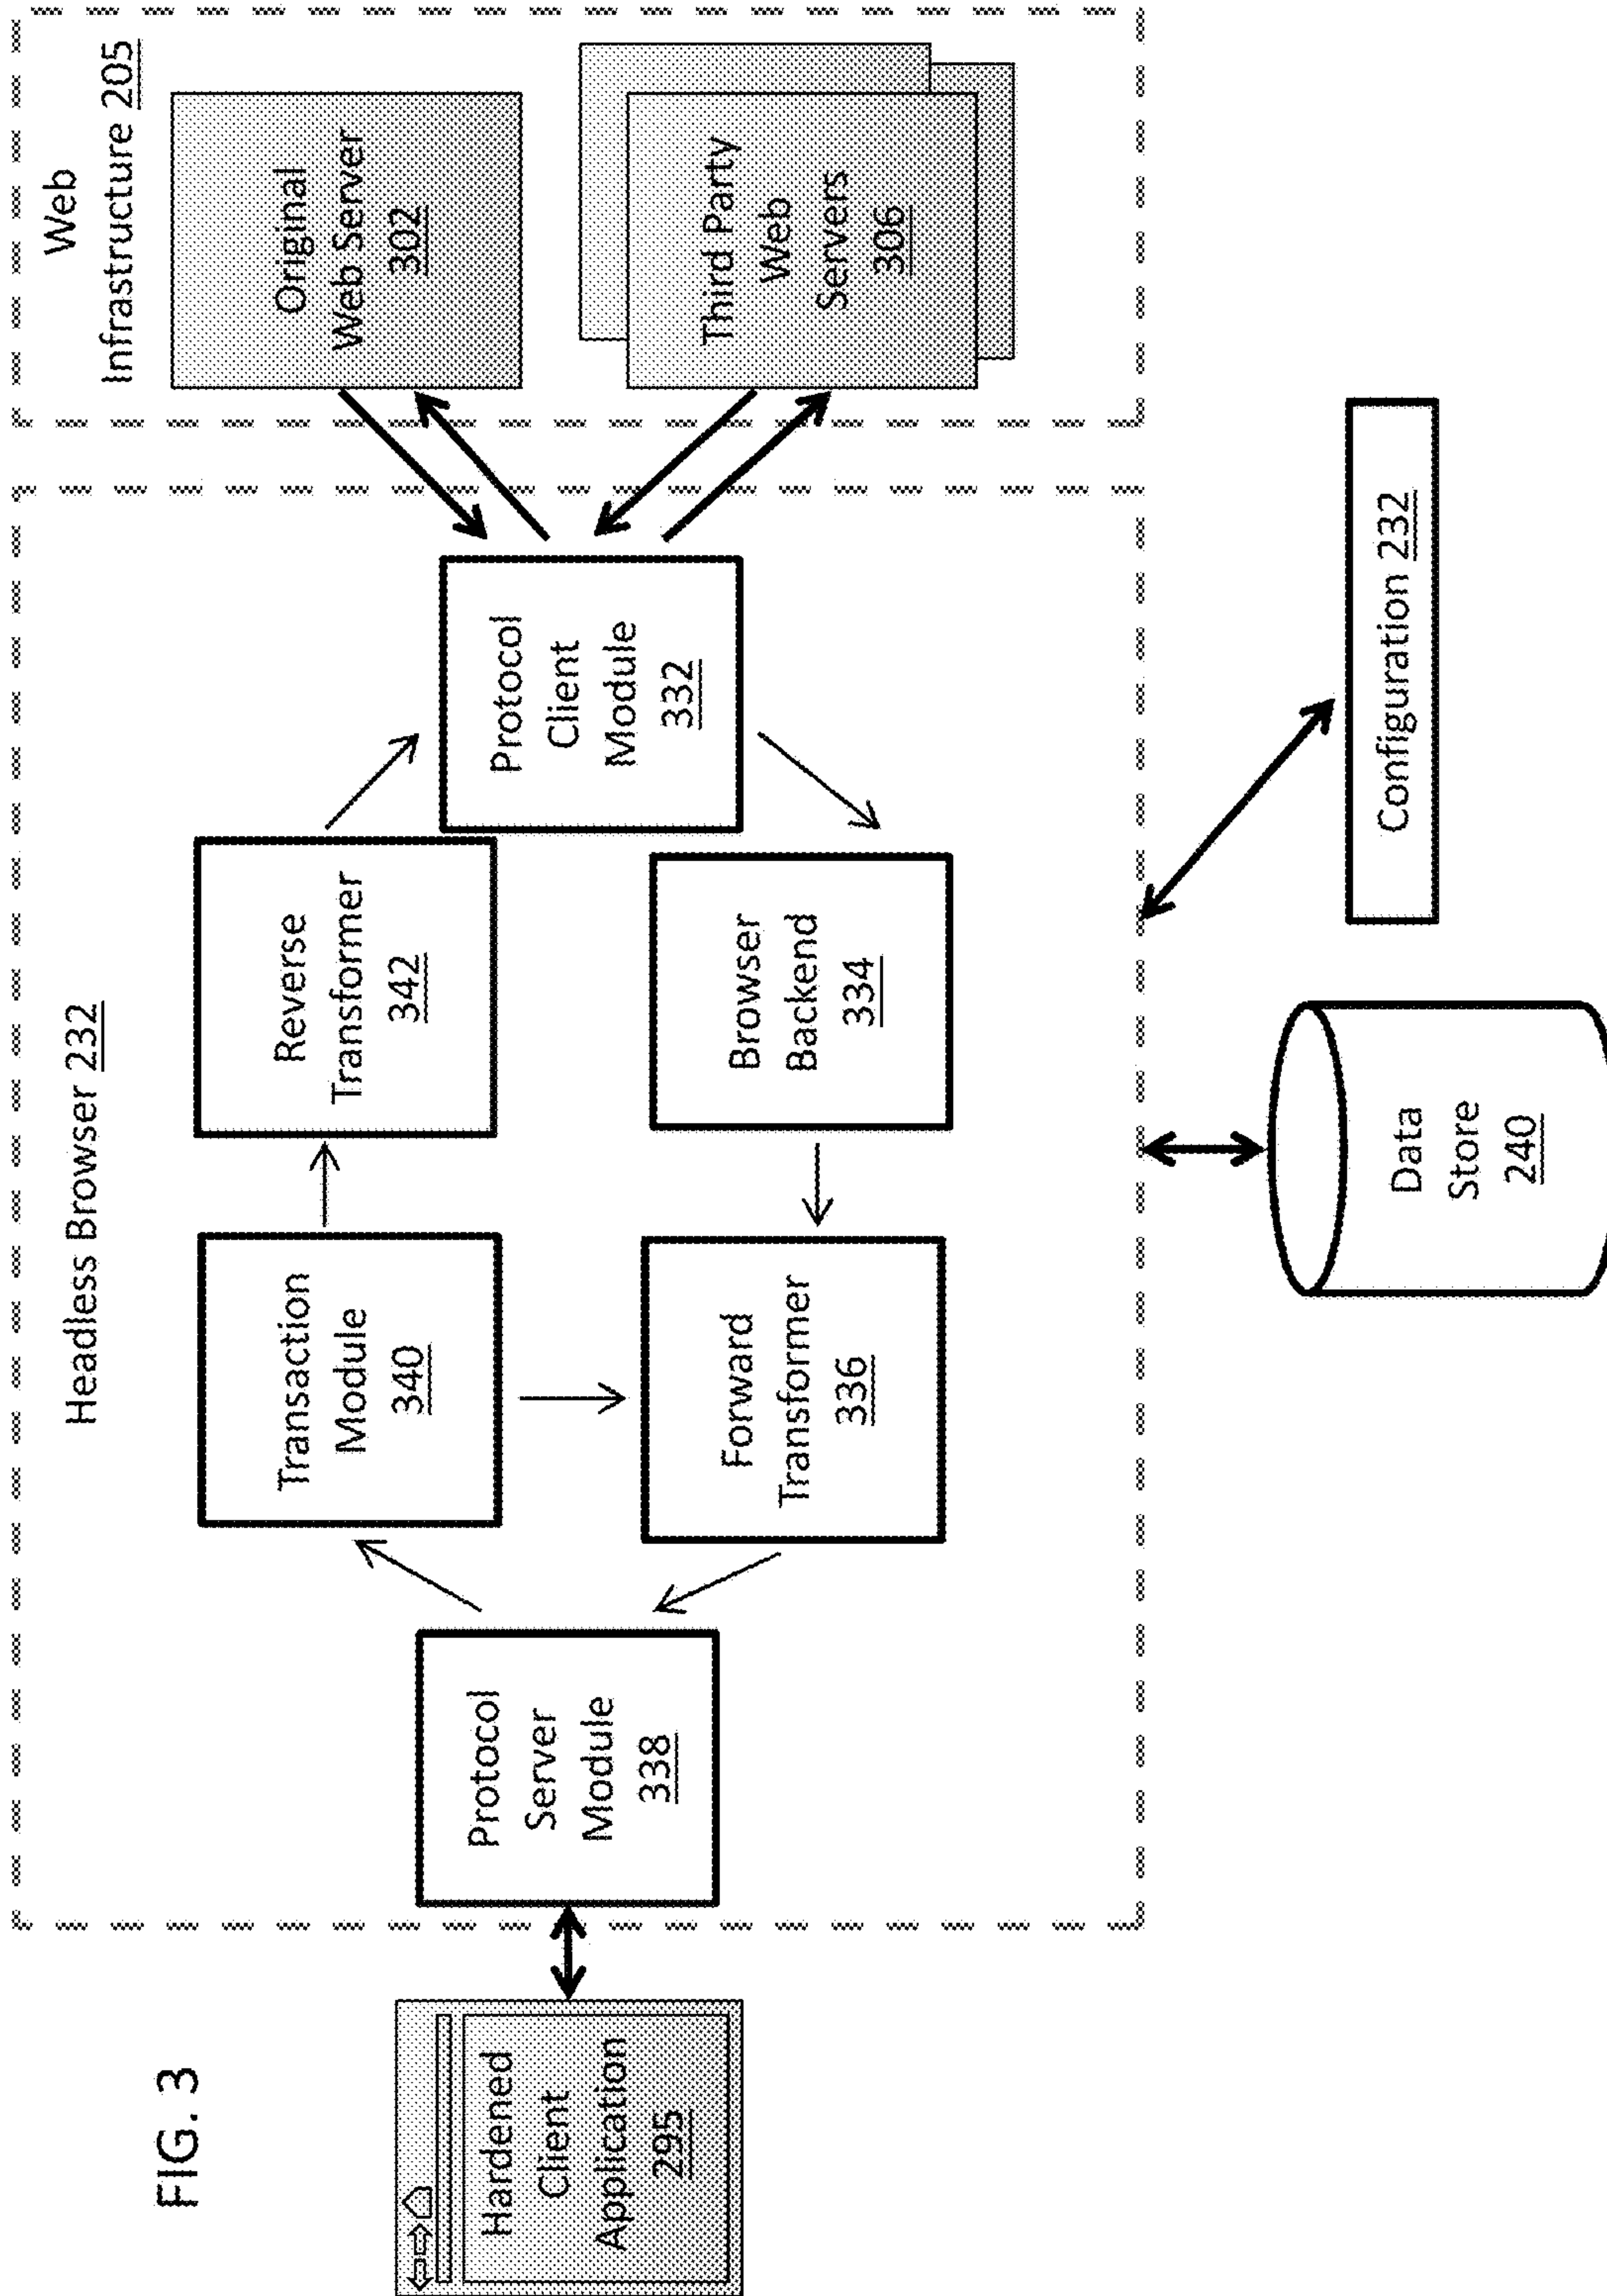 FIG. 3
Headless Browser 232
Web
Infrastructure 205
Hardened
Client
Application
295
Protocol
Server
Module
338
Transaction
Module
340
Reverse
Transformer
342
Forward
Transformer
336
Browser
Backend
334
Protocol
Client
Module
332
Original
Web Server
302
Third Party
Web
Servers
306
Data
Store
240
Configuration 232